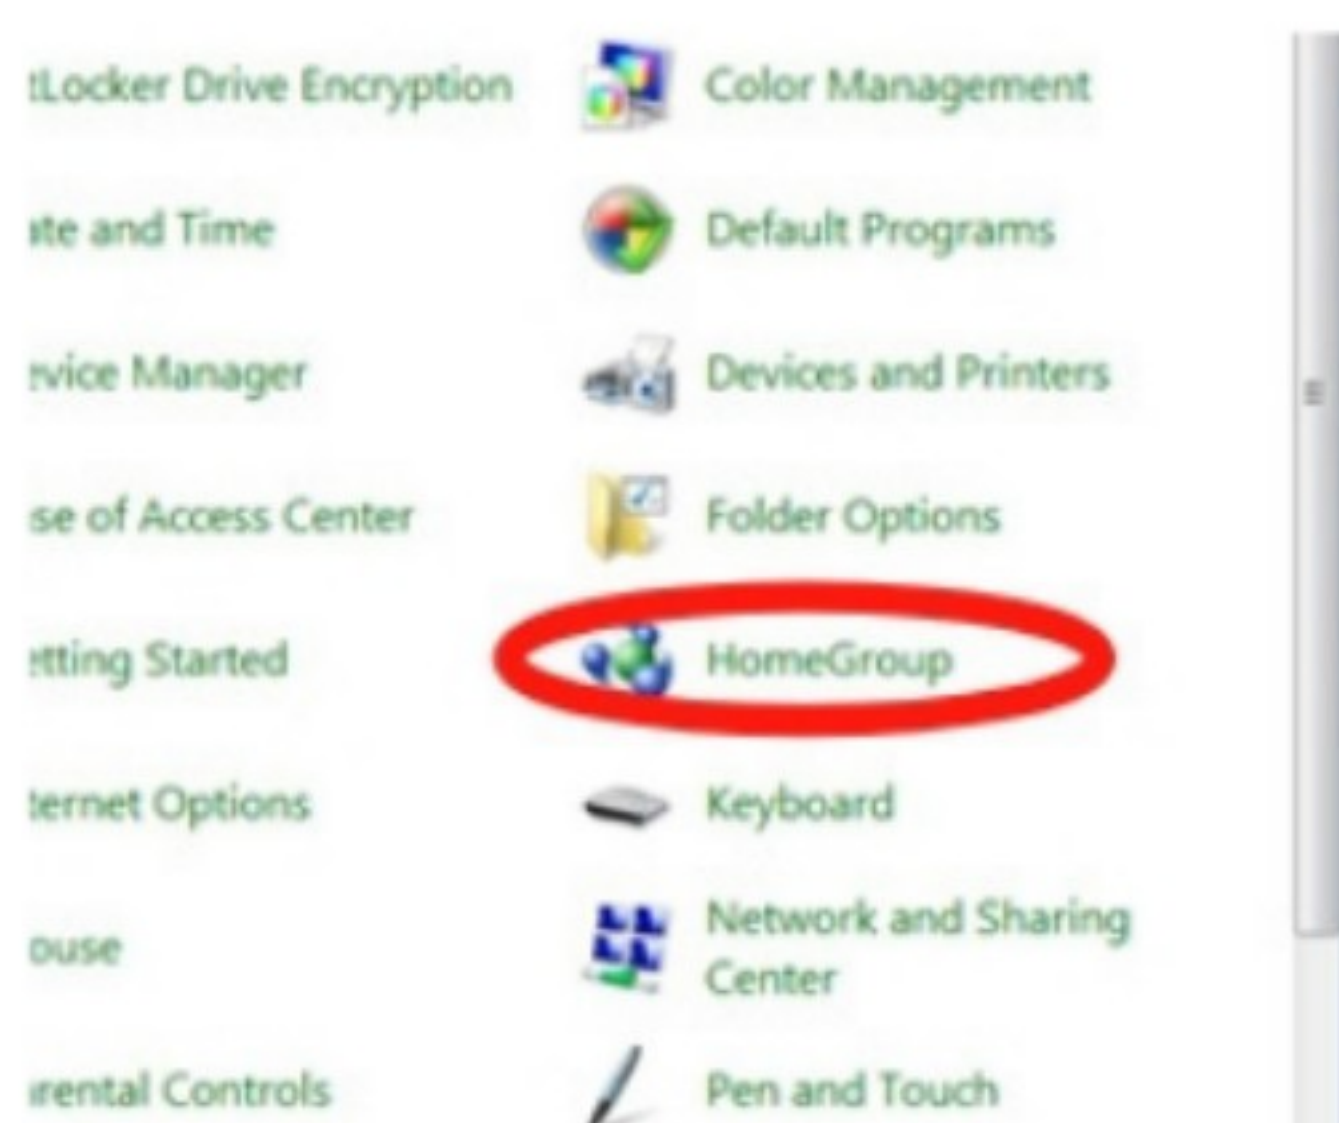 tLocker Drive Encryption
Color Management
ate and Time
Default Programs
evice Manager
Devices and Printers
se of Access Center
Folder Options
etting Started
HomeGroup
ternet Options
Keyboard
ouse
Network and Sharing
Center
arental Controls
Pen and Touch